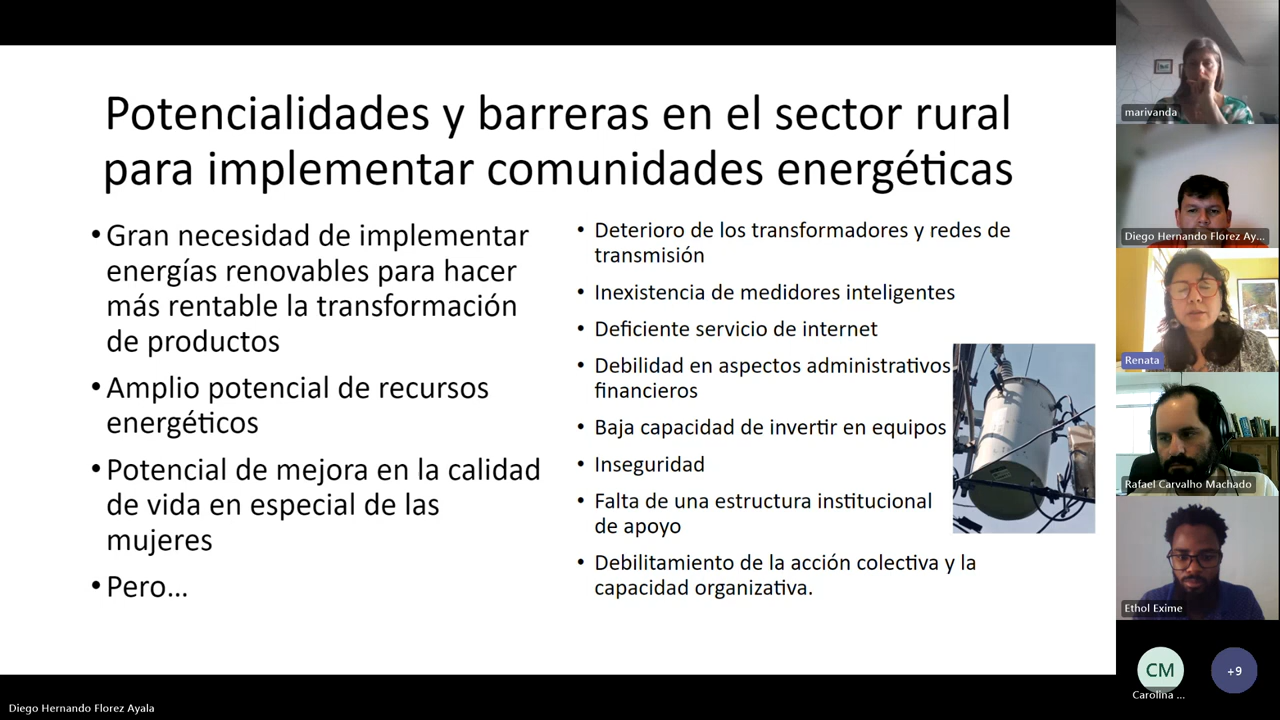 Potencialidades y barreras en el sector rural
para implementar comunidades energéticas
• Gran necesidad de implementar
energías renovables para hacer
más rentable la transformación
de productos
• Amplio potencial de recursos
energéticos
• Potencial de mejora en la calidad
de vida en especial de las
mujeres
• Pero...
• Deterioro de los transformadores y redes de
transmisión
• Inexistencia de medidores inteligentes
• Deficiente servicio de internet
• Debilidad en aspectos administrativos
financieros
• Baja capacidad de invertir en equipos
• Inseguridad
• Falta de una estructura institucional
de apoyo
• Debilitamiento de la acción colectiva y la
capacidad organizativa.
marivanda
Diego Hernando Florez Ay...
Renata
Rafael Carvalho Machado
Ethol Exime
CM
Carolina ...
+9
Diego Hernando Florez Ayala